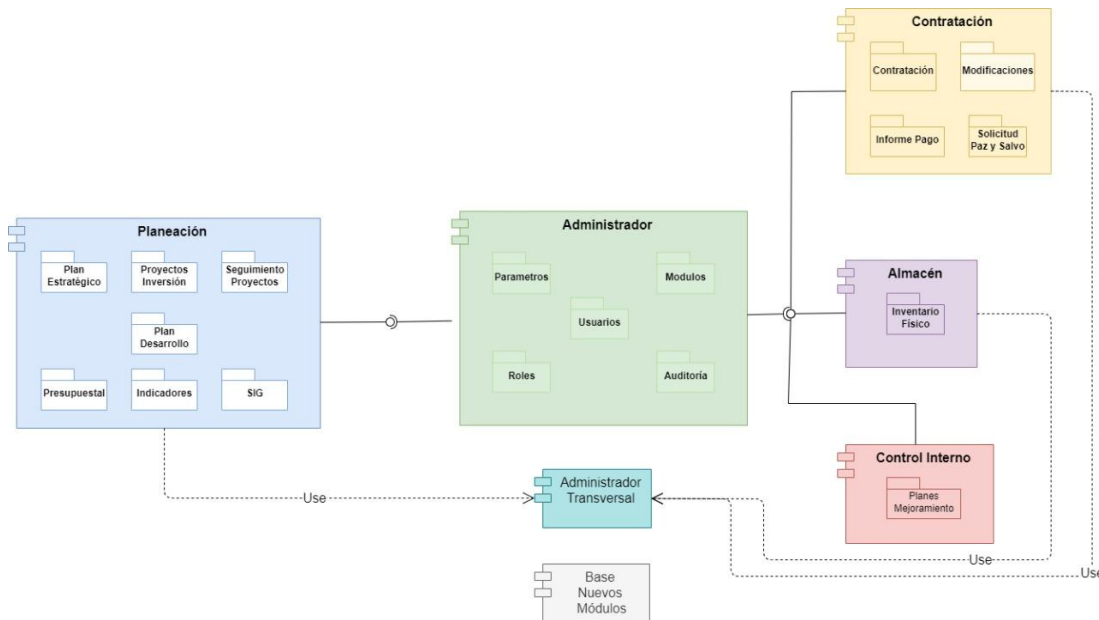 Contratación
Contratación
Modificaciones
Informe Pago
Solicitud
Paz y Salvo
Planeación
Plan
Estratégico
Proyectos
Inversión
Seguimiento
Proyectos
Plan
Desarrollo
Presupuestal
Indicadores
SIG
Administrador
Parametros
Modulos
Usuarios
Roles
Auditoría
Almacén
Inventario
Físico
Control Interno
Planes
Mejoramiento
Administrador
Transversal
Base
Nuevos
Módulos
Use
Use
Use